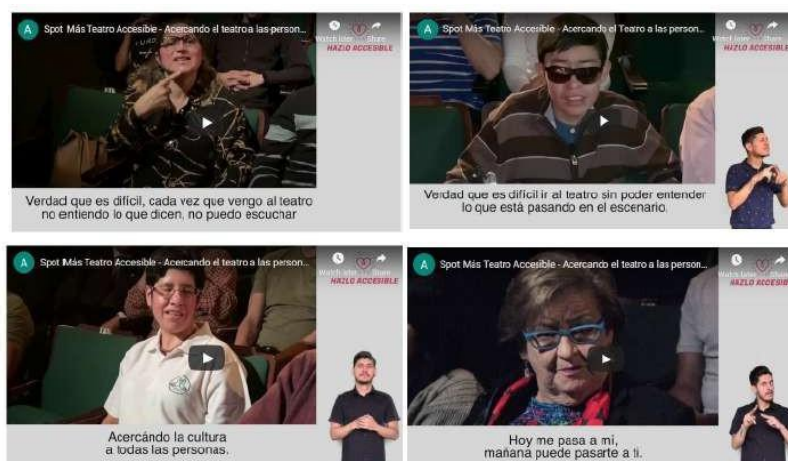 A Spot Más Teatro Accesible - Acercando el teatro a las person...
Watch later Share
HAZLO ACCESIBLE
Verdad que es difícil, cada vez que vengo al teatro
no entiendo lo que dicen, no puedo escuchar
A Spot Más Teatro Accesible - Acercando el Teatro a las person...
Watch later Share
HAZLO ACCESIBLE
Verdad que es difícil ir al teatro sin poder entender
lo que está pasando en el escenario.
A Spot Más Teatro Accesible - Acercando el teatro a las person...
Watch later Share
HAZLO ACCESIBLE
Acercándo la cultura
a todas las personas.
A Spot Más Teatro Accesible - Acercando el teatro a las person...
Watch later Share
HAZLO ACCESIBLE
Hoy me pasa a mi,
mañana puede pasarte a ti.